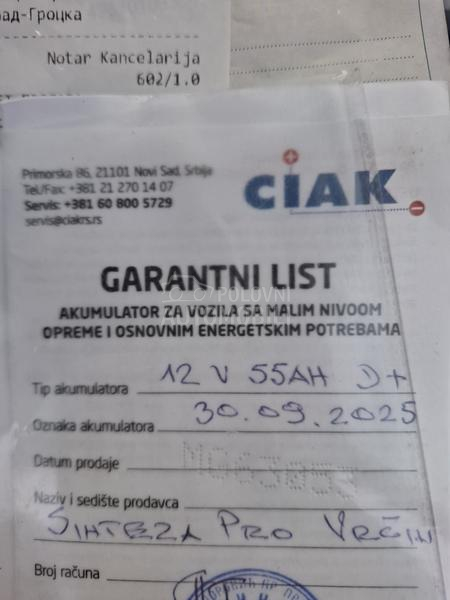 ад-Гроцка
Notar Kancelarija
602/1.0
Primorska 86, 21101 Novi Sad, Srbija
Tel/Fax: +381 21 270 14 07
Servis: +381 60 800 5729
servis@ciakrs.rs
CIAK
GARANTNI LIST
POLOVNI
AKUMULATOR ZA VOZILA SA MALIM NIVOOM
OPREME I OSNOVNIM ENERGETSKIM POTREBAMA
Tip akumulatora 12 V 55AH D+
Oznaka akumulatora 30.09.2025
Datum prodaje M063053
Naziv i sedište prodavca
SINTEZA PRO VRČIN
Broj računa